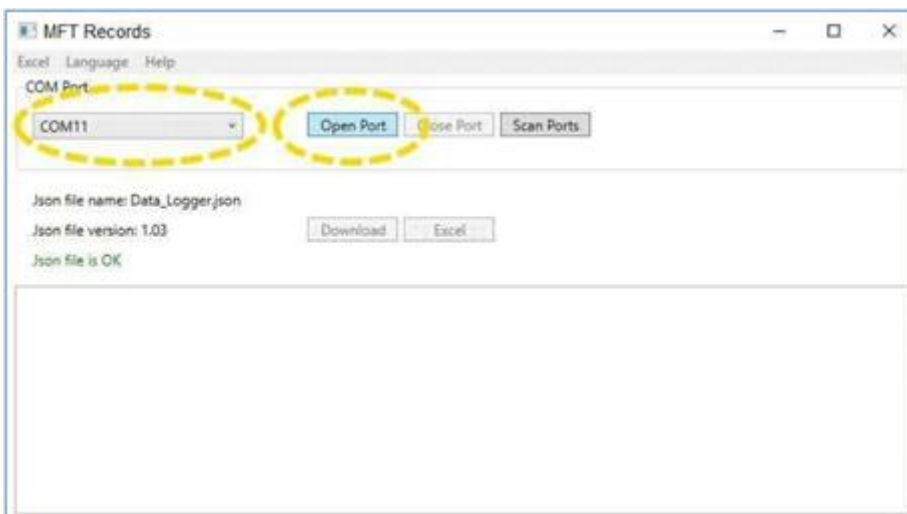 MFT Records
Excel Language Help
COM Port
COM11 Open Port Close Port Scan Ports
Json file name: Data_Logger.json
Json file version: 1.03 Download Excel
Json file is OK